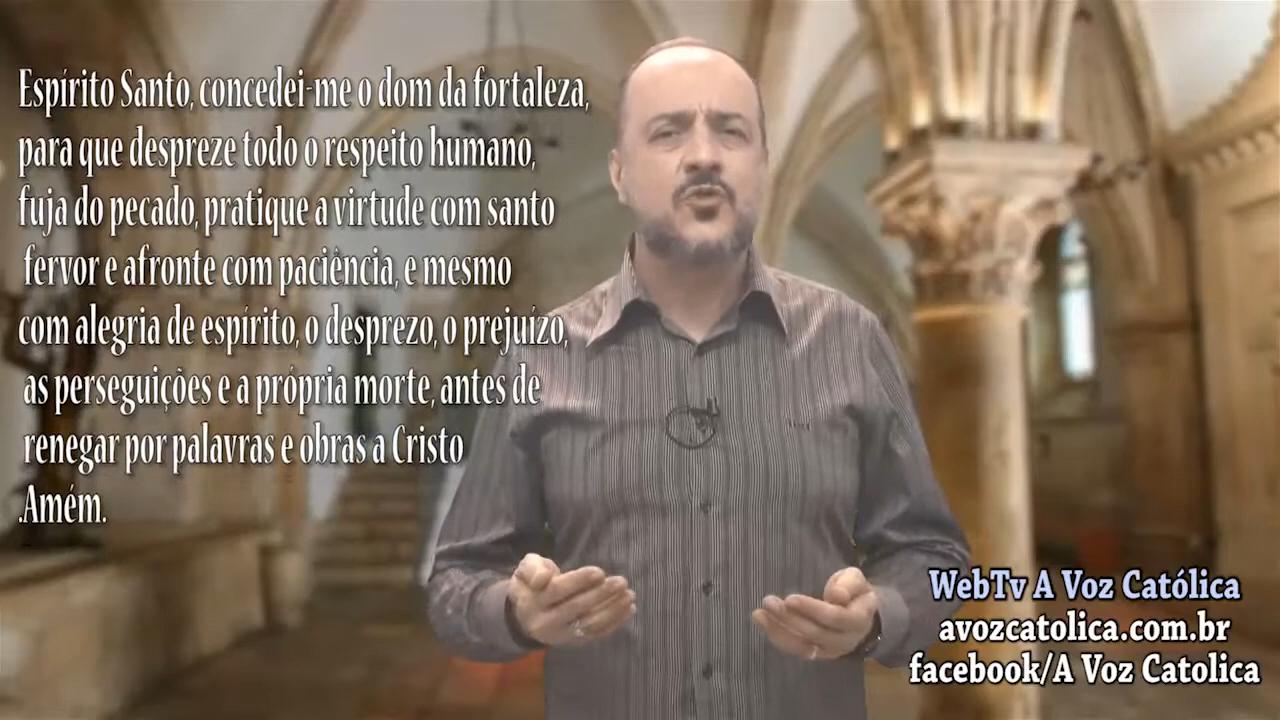 Espírito Santo, concedei-me o dom da fortaleza,
para que despreze todo o respeito humano,
fuja do pecado, pratique a virtude com santo
fervor e afronte com paciência, e mesmo
com alegria de espírito, o desprezo, o prejuízo,
as perseguições e a própria morte, antes de
renegar por palavras e obras a Cristo
.Amém.
WebTv A Voz Católica
avozcatolica.com.br
facebook/A Voz Catolica